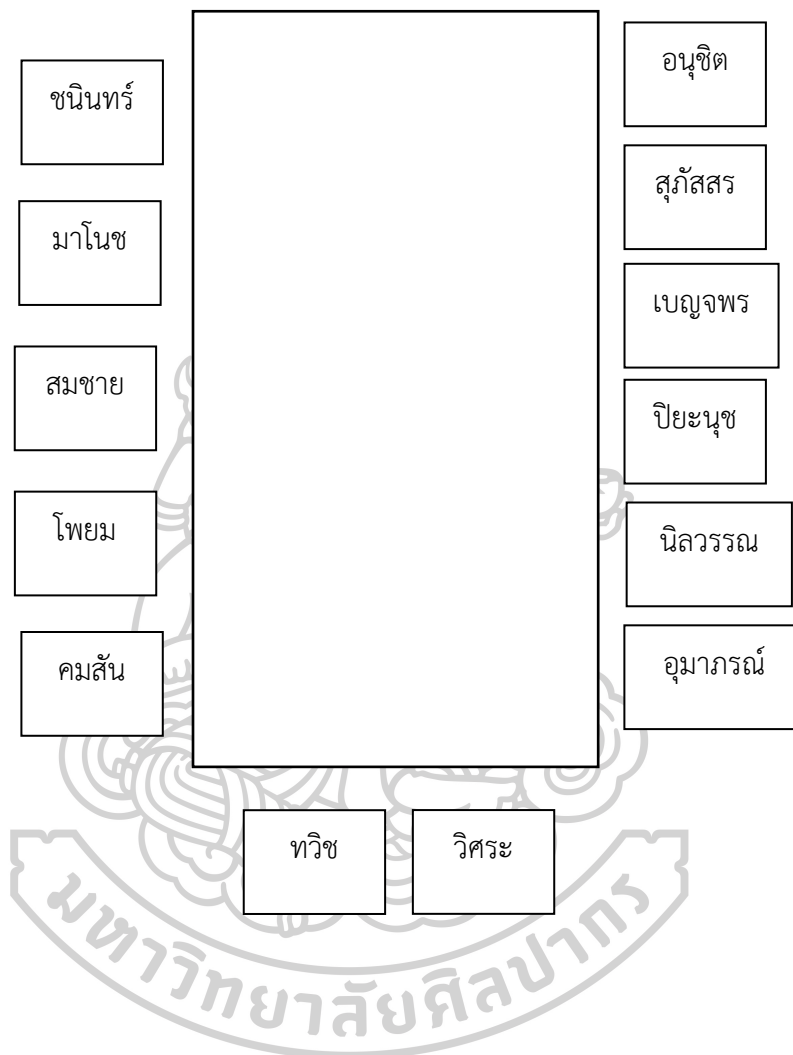 ชนินทร์
มาโนช
สมชาย
โพยม
คมสัน
อนุชิต
สุภัสสร
เบญจพร
ปิยะนุช
นิลวรรณ
อุมาภรณ์
ทวิช
วิศระ
มหาวิทยาลัยศิลปากร